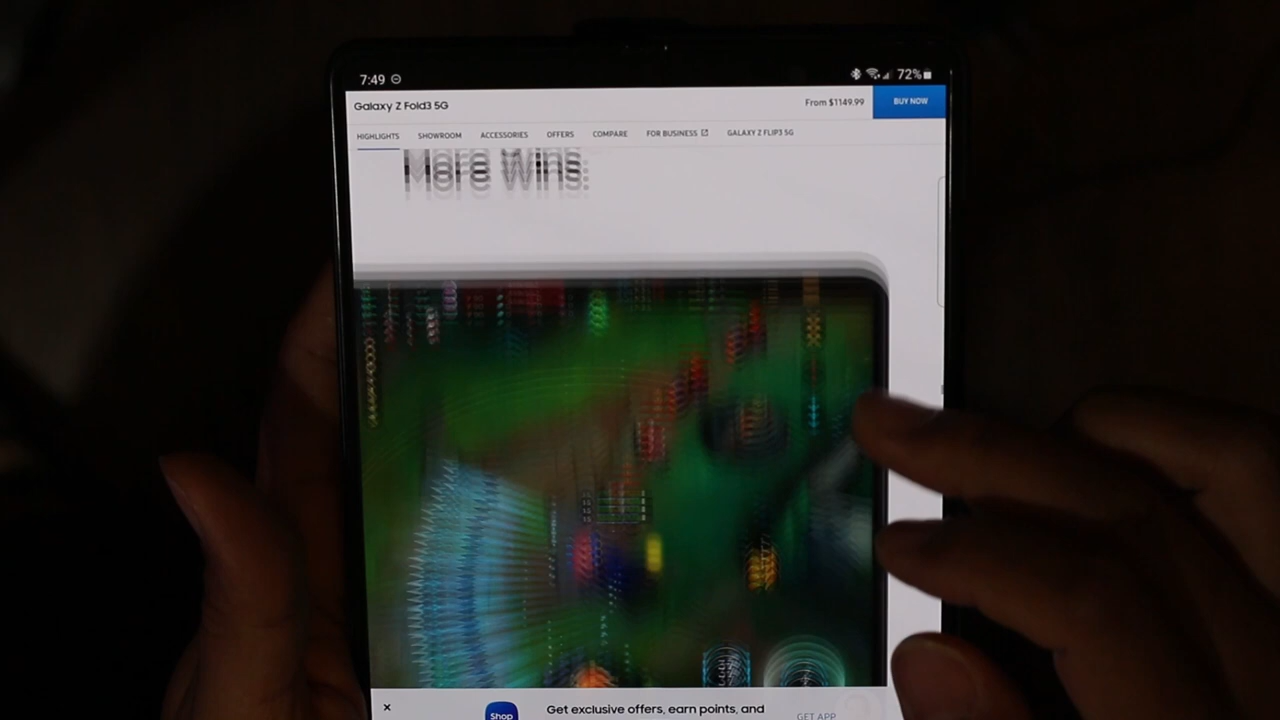 7:49
72%
Galaxy Z Fold3 5G
From $1149.99
BUY NOW
HIGHLIGHTS SHOWROOM ACCESSORIES OFFERS COMPARE FOR BUSINESS GALAXY Z FLIP3 5G
More Wins.
×
Shop
Get exclusive offers, earn points, and
GET APP